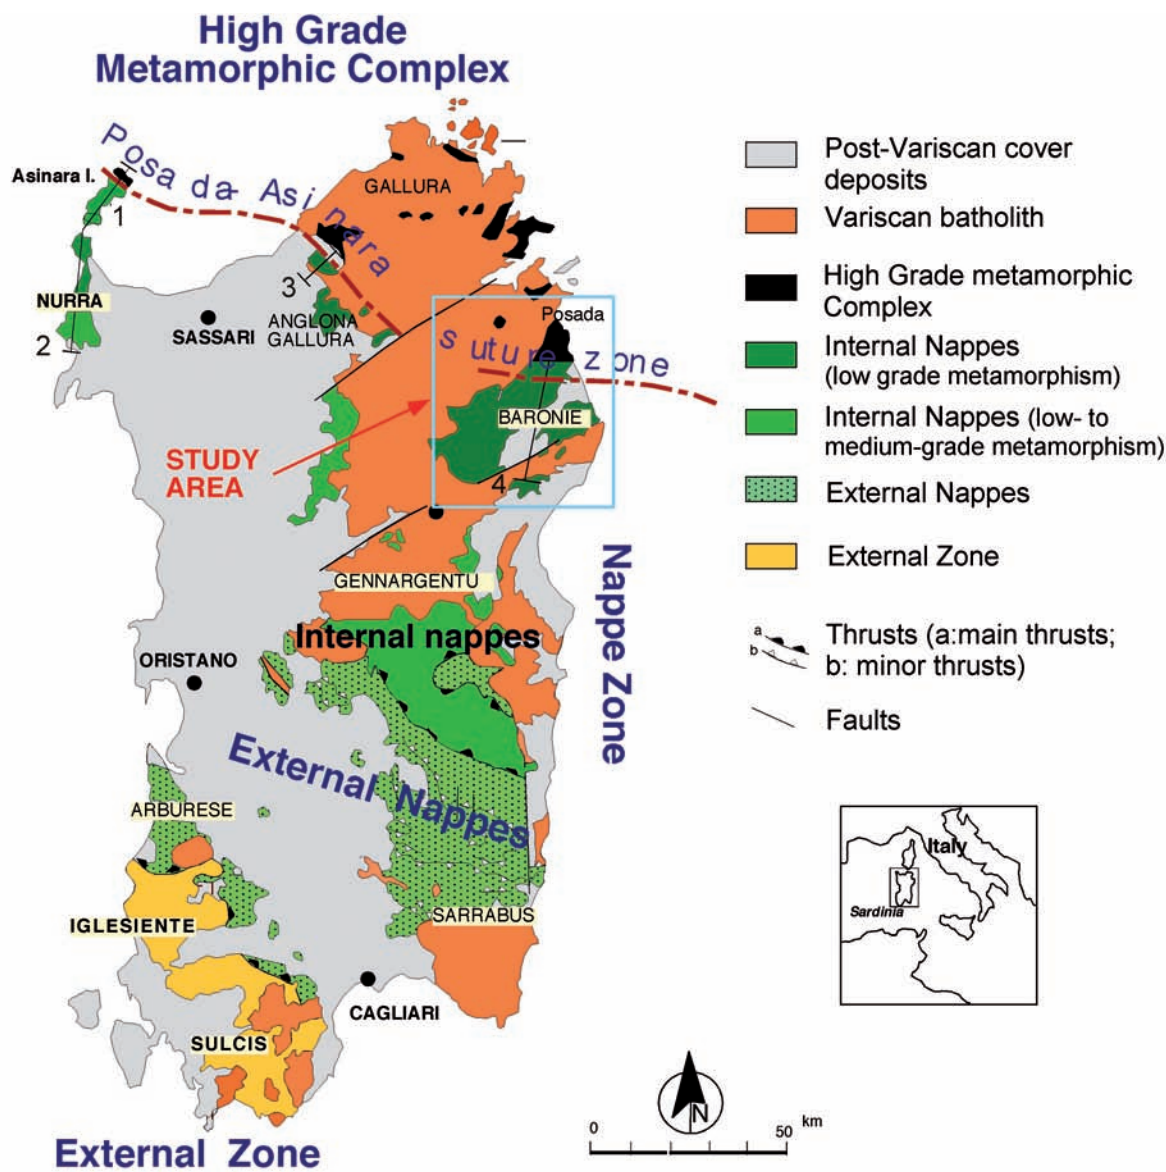 High Grade
Metamorphic Complex
Posada-Asinara
suture zone
Asinara I.
1
GALLURA
3
NURRA
2
SASSARI
ANGLONA
GALLURA
Posada
BARONIE
STUDY
AREA
4
GENNARGENTU
Internal nappes
Nappe Zone
ORISTANO
External Nappes
ARBURESE
IGLESIENTE
SARRABUS
CAGLIARI
SULCIS
External Zone
Post-Variscan cover
deposits
Variscan batholith
High Grade metamorphic
Complex
Internal Nappes
(low grade metamorphism)
Internal Nappes (low- to
medium-grade metamorphism)
External Nappes
External Zone
a
b
Thrusts (a:main thrusts;
b: minor thrusts)
Faults
Italy
Sardinia
N
0 50 km